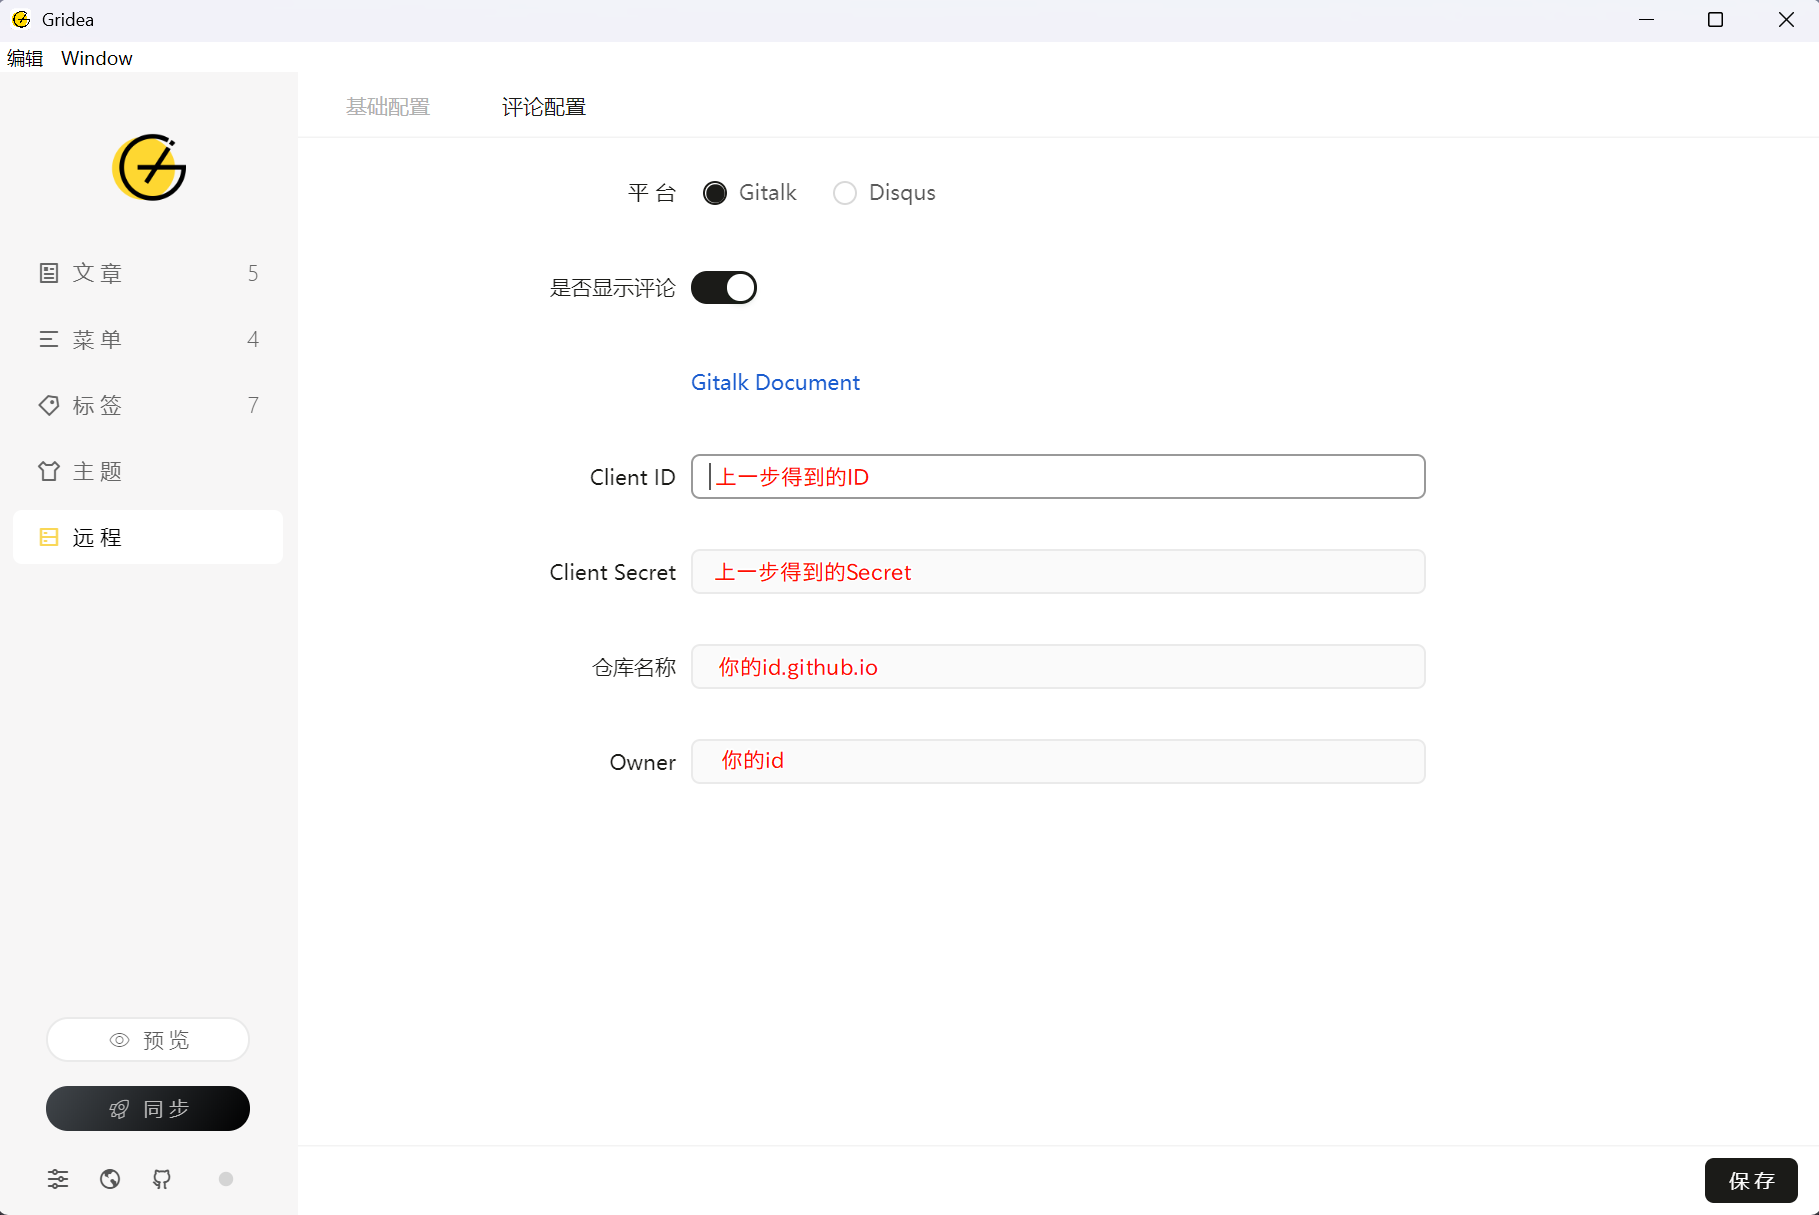 Gridea
编辑 Window
基础配置 评论配置
平台 Gitalk Disqus
文章 5
是否显示评论
菜单 4
Gitalk Document
标签 7
主题
Client ID 上一步得到的ID
远程
Client Secret 上一步得到的Secret
仓库名称 你的id.github.io
Owner 你的id
预览
同步
保存